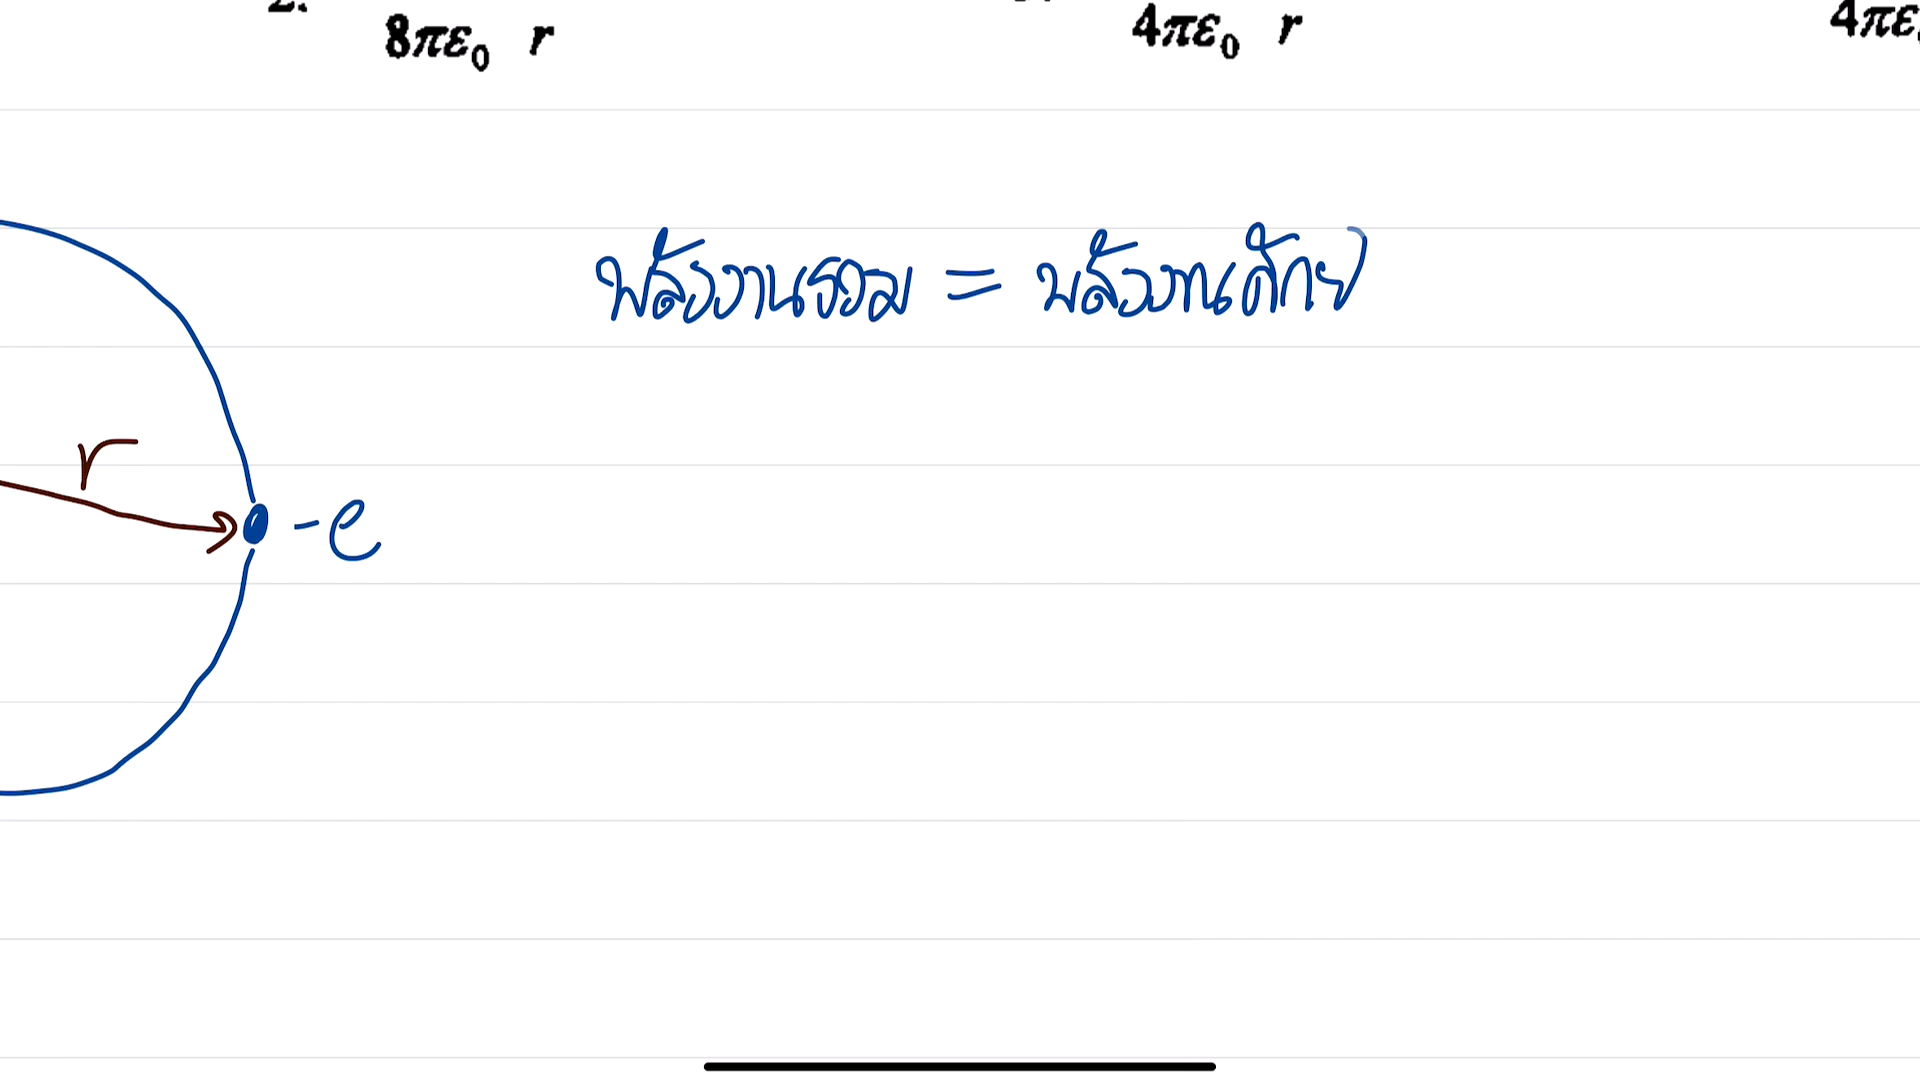 2.
8πε₀ r
4πε₀ r
4πε
พลังงานรวม = พลังงานศักย์
r
-e